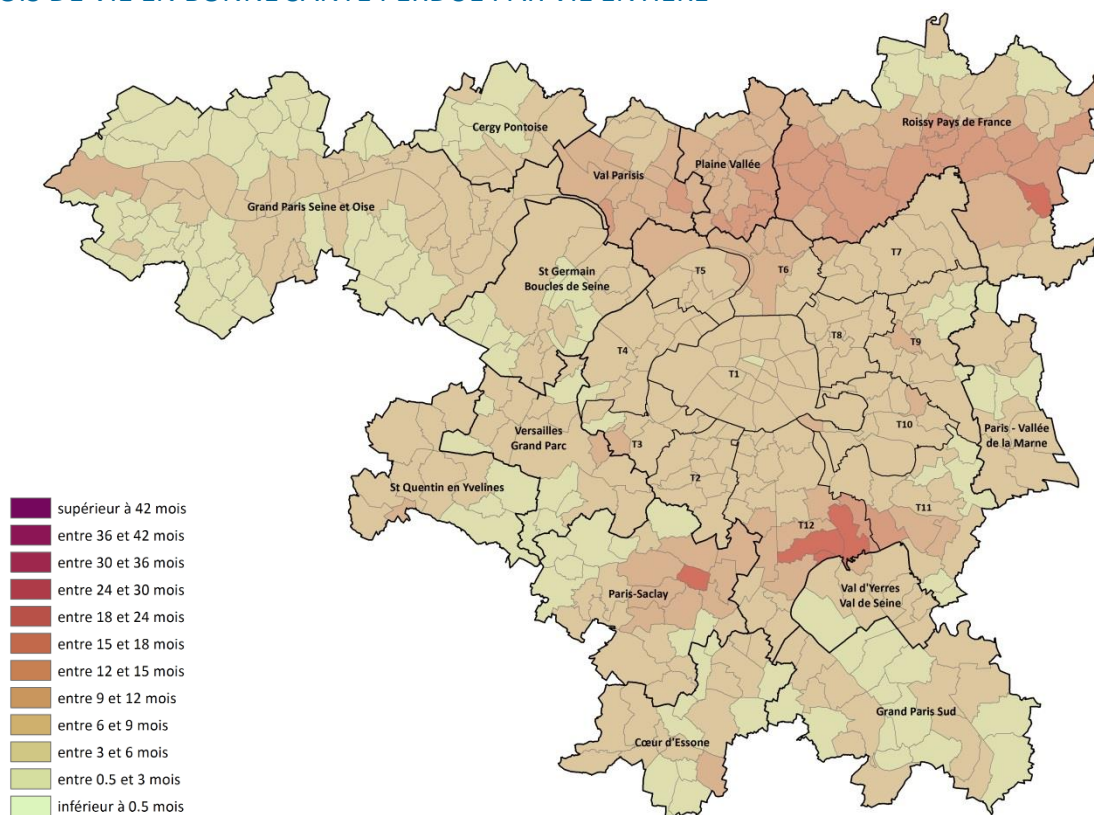 Cergy Pontoise
Roissy Pays de France
Plaine Vallée
Val Parisis
Grand Paris Seine et Oise
St Germain
Boucles de Seine
T5
T6
T7
T4
T8
T9
T1
T10
Paris - Vallée
de la Marne
Versailles
Grand Parc
T3
T2
St Quentin en Yvelines
T11
T12
Paris-Saclay
Val d'Yerres
Val de Seine
Grand Paris Sud
Cœur d'Essone
supérieur à 42 mois
entre 36 et 42 mois
entre 30 et 36 mois
entre 24 et 30 mois
entre 18 et 24 mois
entre 15 et 18 mois
entre 12 et 15 mois
entre 9 et 12 mois
entre 6 et 9 mois
entre 3 et 6 mois
entre 0.5 et 3 mois
inférieur à 0.5 mois